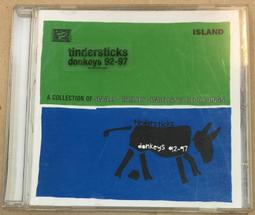 ISLAND
tindersticks
donkeys 92-97
A COLLECTION OF
tindersticks
donkeys 92-97